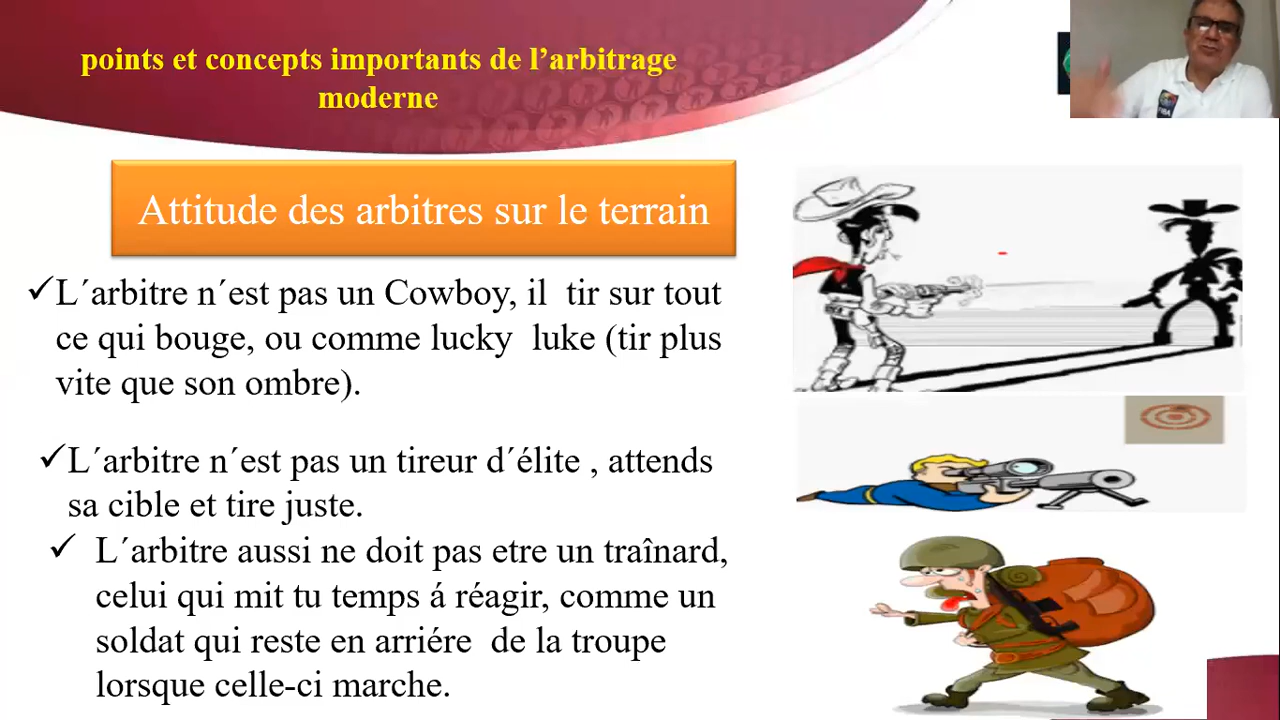 points et concepts importants de l’arbitrage
moderne
Attitude des arbitres sur le terrain
✓L´arbitre n´est pas un Cowboy, il tir sur tout
ce qui bouge, ou comme lucky luke (tir plus
vite que son ombre).
✓L´arbitre n´est pas un tireur d´élite , attends
sa cible et tire juste.
✓ L´arbitre aussi ne doit pas etre un traînard,
celui qui mit tu temps á réagir, comme un
soldat qui reste en arriére de la troupe
lorsque celle-ci marche.